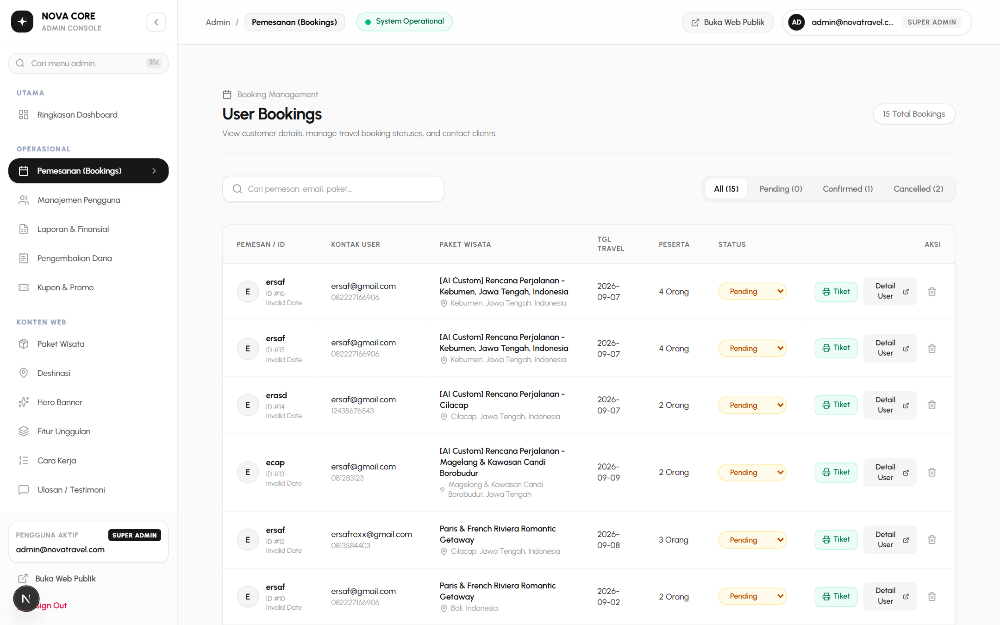 NOVA CORE
ADMIN CONSOLE
Cari menu admin...
⌘K
UTAMA
Ringkasan Dashboard
OPERASIONAL
Pemesanan (Bookings)
Manajemen Pengguna
Laporan & Finansial
Pengembalian Dana
Kupon & Promo
KONTEN WEB
Paket Wisata
Destinasi
Hero Banner
Fitur Unggulan
Cara Kerja
Ulasan / Testimoni
PENGGUNA AKTIF
SUPER ADMIN
admin@novatravel.com
Buka Web Publik
N
Sign Out
Admin / Pemesanan (Bookings)
System Operational
Buka Web Publik
AD
admin@novatravel.c...
SUPER ADMIN
Booking Management
User Bookings
15 Total Bookings
View customer details, manage travel booking statuses, and contact clients.
Cari pemesan, email, paket...
All (15)
Pending (0)
Confirmed (1)
Cancelled (2)
PEMESAN / ID
KONTAK USER
PAKET WISATA
TGL
TRAVEL
PESERTA
STATUS
AKSI
E
ersaf
ID #16 ·
Invalid Date
ersaf@gmail.com
082227166906
[AI Custom] Rencana Perjalanan -
Kebumen, Jawa Tengah, Indonesia
Kebumen, Jawa Tengah, Indonesia
2026-
09-07
4 Orang
Pending
Tiket
Detail
User
E
ersaf
ID #15 ·
Invalid Date
ersaf@gmail.com
082227166906
[AI Custom] Rencana Perjalanan -
Kebumen, Jawa Tengah, Indonesia
Kebumen, Jawa Tengah, Indonesia
2026-
09-07
4 Orang
Pending
Tiket
Detail
User
E
erasd
ID #14 ·
Invalid Date
ersaf@gmail.com
12435676543
[AI Custom] Rencana Perjalanan -
Cilacap
Cilacap, Jawa Tengah, Indonesia
2026-
09-07
2 Orang
Pending
Tiket
Detail
User
E
ecap
ID #13 ·
Invalid Date
ersaf@gmail.com
081283123
[AI Custom] Rencana Perjalanan -
Magelang & Kawasan Candi
Borobudur
Magelang & Kawasan Candi
Borobudur, Jawa Tengah
2026-
09-09
2 Orang
Pending
Tiket
Detail
User
E
ersaf
ID #12 ·
Invalid Date
ersafrexx@gmail.com
0813584403
Paris & French Riviera Romantic
Getaway
Cilacap, Jawa Tengah, Indonesia
2026-
09-08
3 Orang
Pending
Tiket
Detail
User
E
ersaf
ID #10 ·
Invalid Date
ersaf@gmail.com
082227166906
Paris & French Riviera Romantic
Getaway
Bali, Indonesia
2026-
09-02
2 Orang
Pending
Tiket
Detail
User